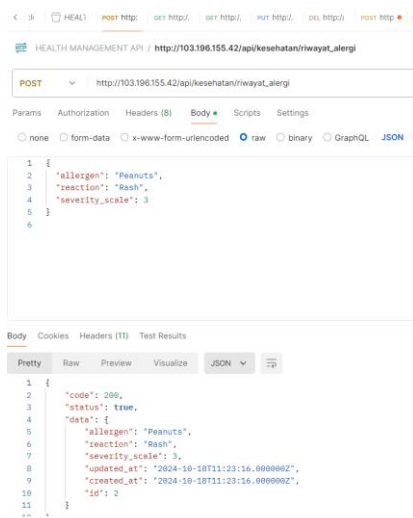 HEAL
POST http:
GET http:/.
GET http:/.
PUT http:/.
DEL http:/
POST http
HEALTH MANAGEMENT API / http://103.196.155.42/api/kesehatan/riwayat_alergi
POST http://103.196.155.42/api/kesehatan/riwayat_alergi
Params Authorization Headers (8) Body Scripts Settings
none form-data x-www-form-urlencoded raw binary GraphQL JSON
1 {
2 "allergen": "Peanuts",
3 "reaction": "Rash",
4 "severity_scale": 3
5 }
6
Body Cookies Headers (11) Test Results
Pretty Raw Preview Visualize JSON
1 {
2 "code": 200,
3 "status": true,
4 "data": {
5 "allergen": "Peanuts",
6 "reaction": "Rash",
7 "severity_scale": 3,
8 "updated_at": "2024-10-18T11:23:16.000000Z",
9 "created_at": "2024-10-18T11:23:16.000000Z",
10 "id": 2
11 }